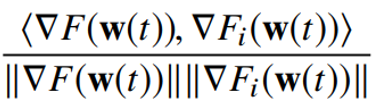 ⟨∇F(w(t)), ∇F_i(w(t))⟩
‖∇F(w(t))‖‖∇F_i(w(t))‖